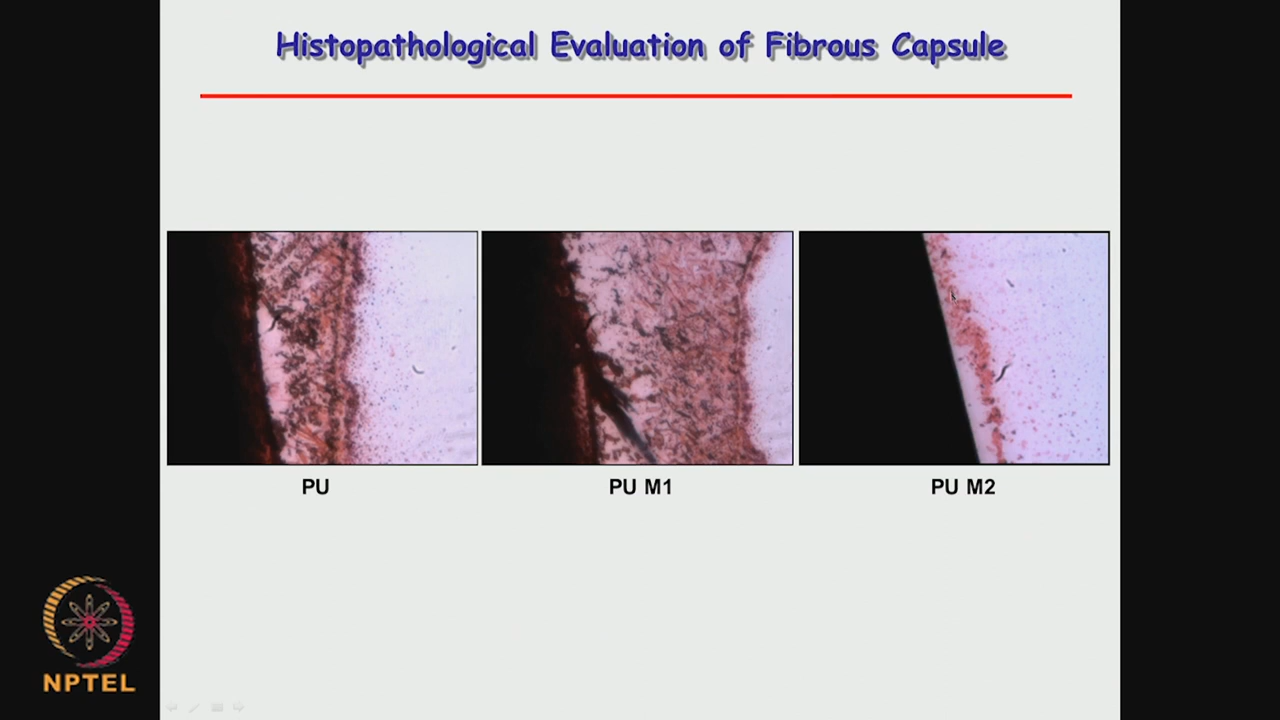 Histopathological Evaluation of Fibrous Capsule
PU
PU M1
PU M2
NPTEL